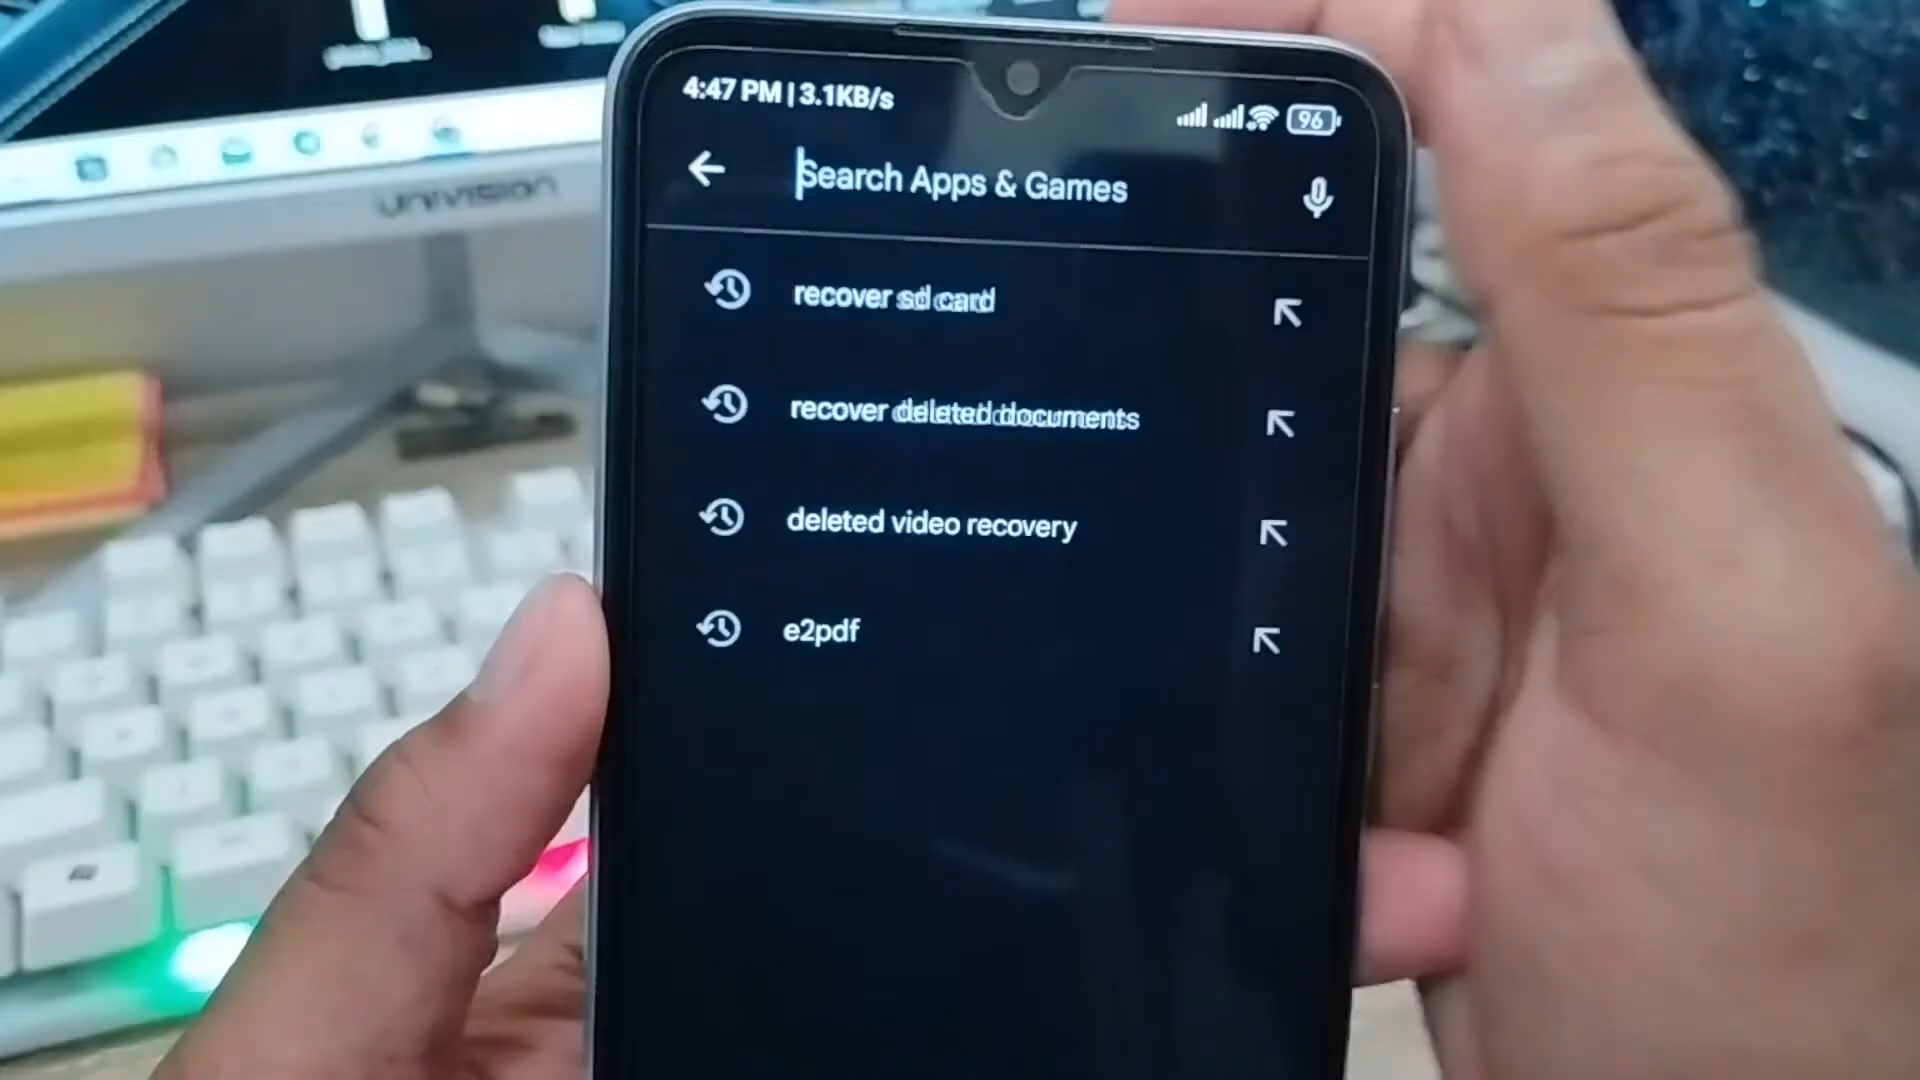 UNIVISION
4:47 PM | 3.1KB/s
96
Search Apps & Games
recover sd card
recover deleted documents
deleted video recovery
e2pdf